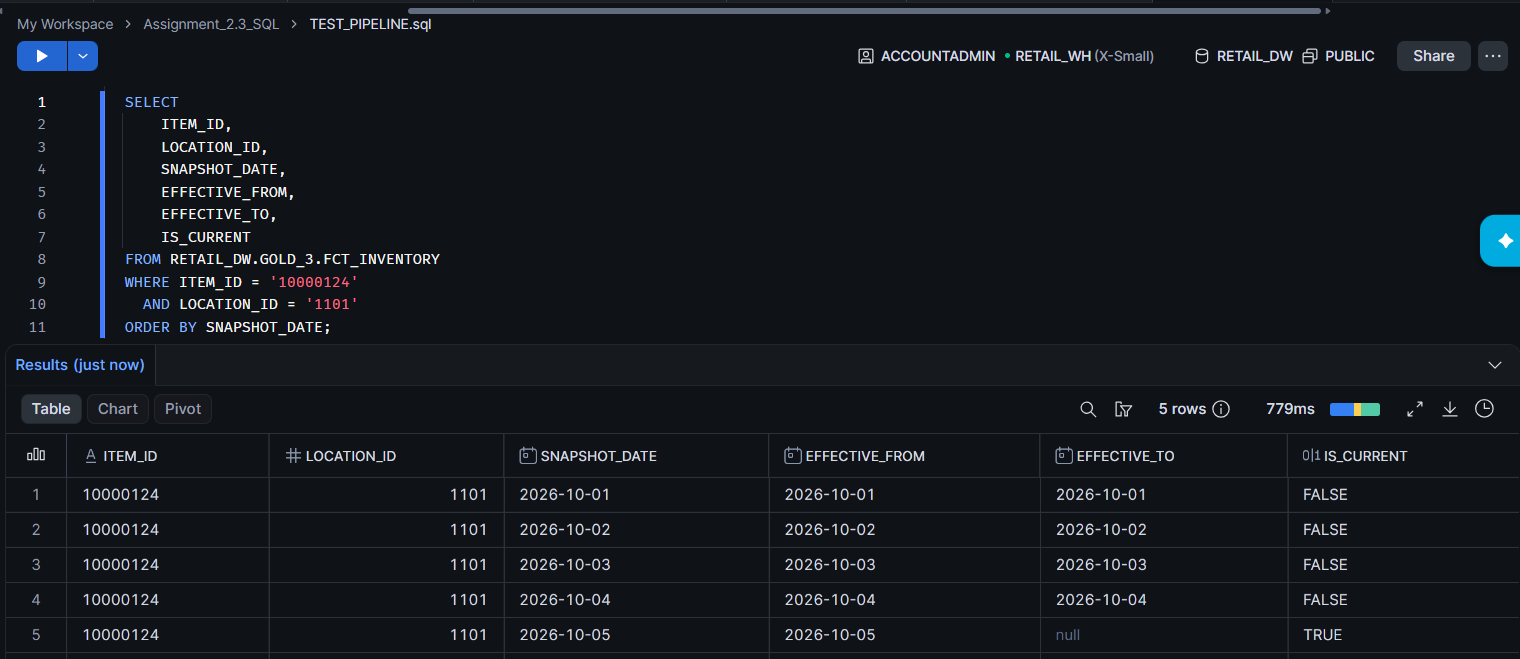 My Workspace > Assignment_2.3_SQL > TEST_PIPELINE.sql
ACCOUNTADMIN • RETAIL_WH (X-Small) RETAIL_DW PUBLIC Share ...
1 SELECT
2 ITEM_ID,
3 LOCATION_ID,
4 SNAPSHOT_DATE,
5 EFFECTIVE_FROM,
6 EFFECTIVE_TO,
7 IS_CURRENT
8 FROM RETAIL_DW.GOLD_3.FCT_INVENTORY
9 WHERE ITEM_ID = '10000124'
10 AND LOCATION_ID = '1101'
11 ORDER BY SNAPSHOT_DATE;
Results (just now)
Table Chart Pivot 5 rows 779ms
ITEM_ID LOCATION_ID SNAPSHOT_DATE EFFECTIVE_FROM EFFECTIVE_TO IS_CURRENT
1 10000124 1101 2026-10-01 2026-10-01 2026-10-01 FALSE
2 10000124 1101 2026-10-02 2026-10-02 2026-10-02 FALSE
3 10000124 1101 2026-10-03 2026-10-03 2026-10-03 FALSE
4 10000124 1101 2026-10-04 2026-10-04 2026-10-04 FALSE
5 10000124 1101 2026-10-05 2026-10-05 null TRUE